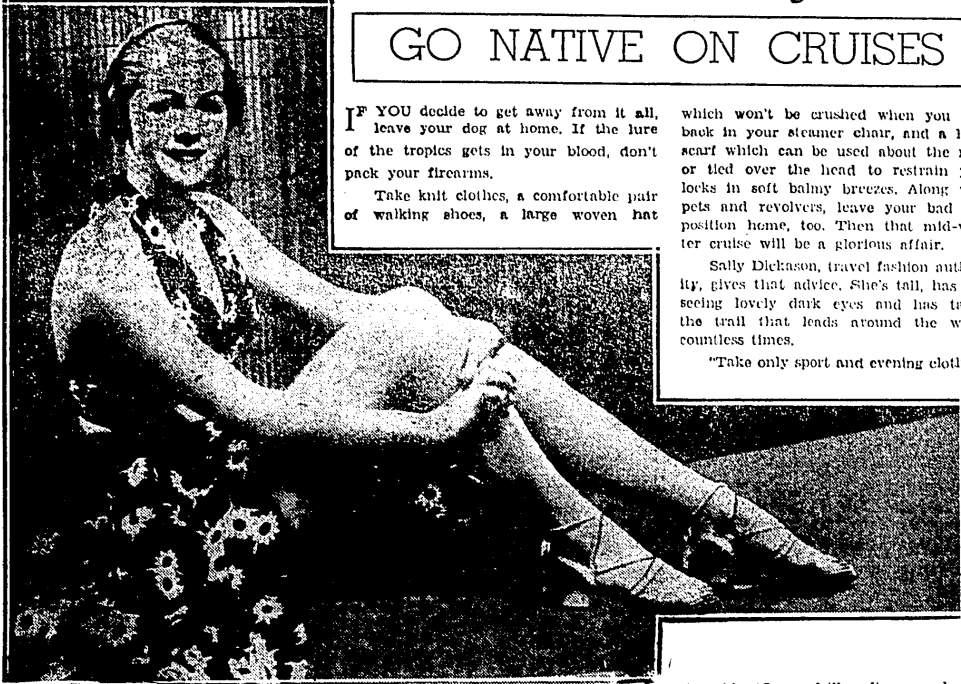 GO NATIVE ON CRUISES
IF YOU decide to get away from it all,
leave your dog at home. If the lure
of the tropics gets in your blood, don't
pack your firearms.
Take knit clothes, a comfortable pair
of walking shoes, a large woven hat
which won't be crushed when you
back in your steamer chair, and a
scarf which can be used about the
or tied over the head to restrain
locks in soft balmy breezes. Along
pets and revolvers, leave your bad
position home, too. Then that mid-
ter cruise will be a glorious affair.
Sally Dickason, travel fashion auth
ity, gives that advice. She's tall, has
seeing lovely dark eyes and has ta
the trail that leads around the w
countless times.
"Take only sport and evening cloth